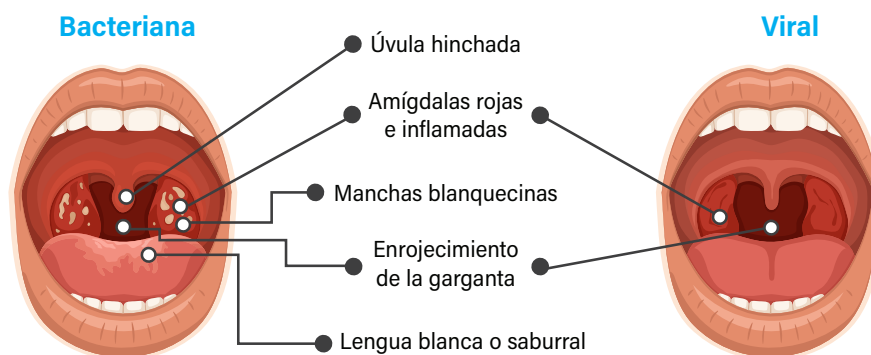 Bacteriana
Viral
Úvula hinchada
Amígdalas rojas
e inflamadas
Manchas blanquecinas
Enrojecimiento
de la garganta
Lengua blanca o saburral